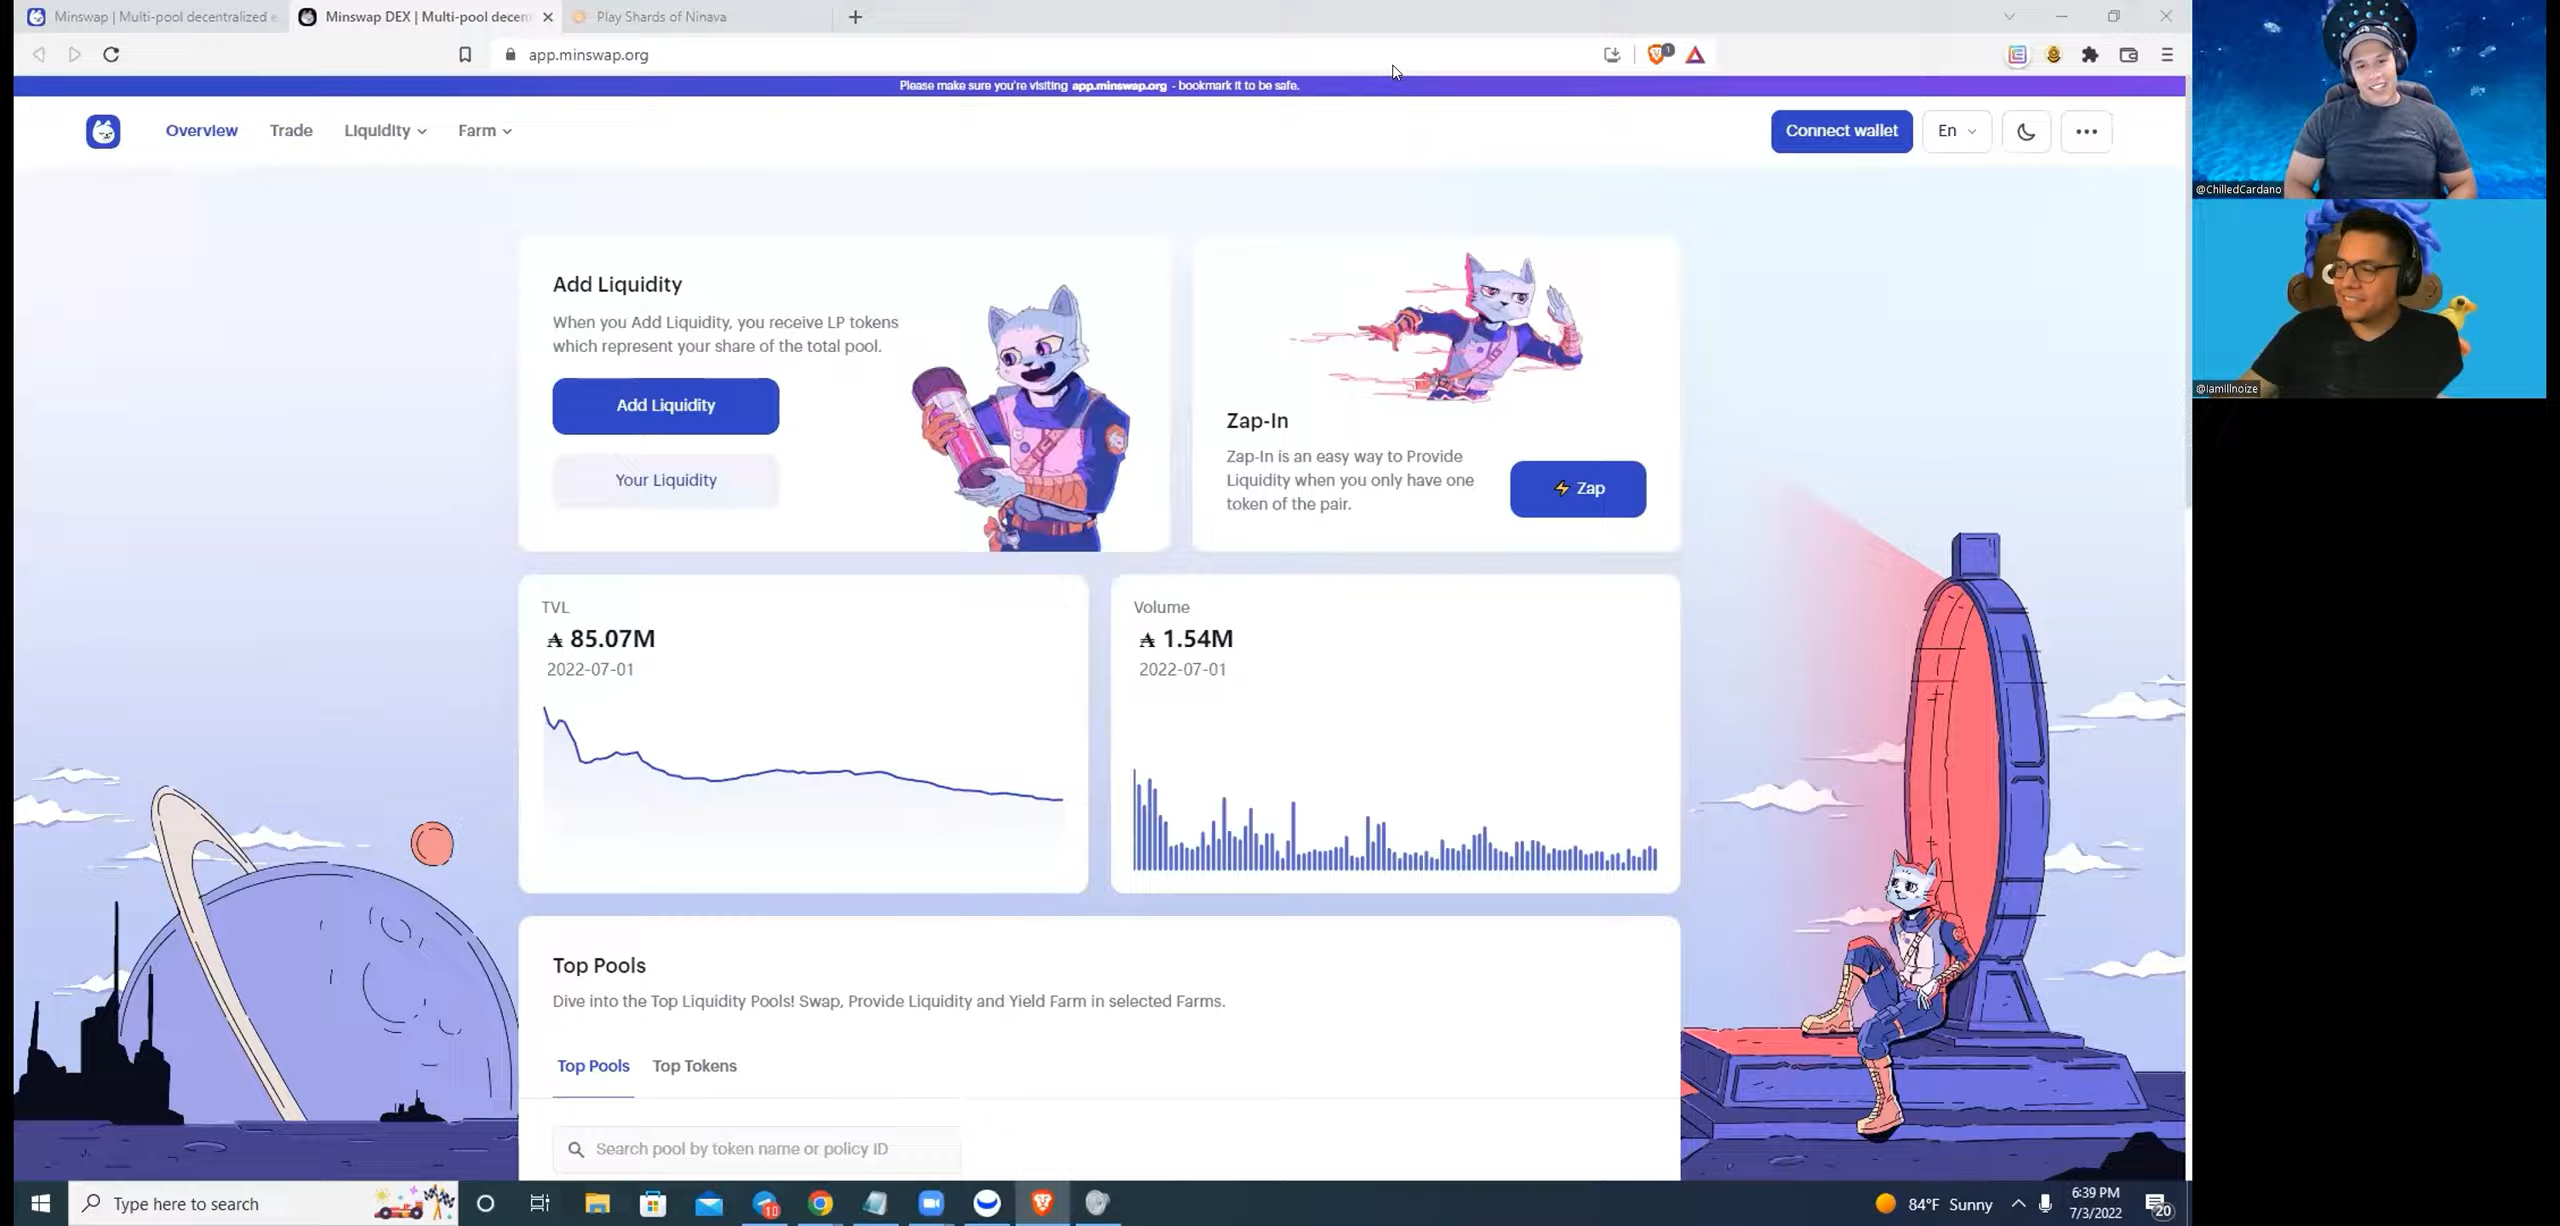 Minswap | Multi-pool decentralized e
Minswap DEX | Multi-pool decen
Play Shards of Ninava
app.minswap.org
1
Please make sure you're visiting app.minswap.org - bookmark it to be safe.
Overview
Trade
Liquidity
Farm
Connect wallet
En
@ChilledCardano
@IamIllnoize
Add Liquidity
When you Add Liquidity, you receive LP tokens
which represent your share of the total pool.
Add Liquidity
Your Liquidity
Zap-In
Zap-In is an easy way to Provide
Liquidity when you only have one
token of the pair.
Zap
TVL
₳ 85.07M
2022-07-01
Volume
₳ 1.54M
2022-07-01
Top Pools
Dive into the Top Liquidity Pools! Swap, Provide Liquidity and Yield Farm in selected Farms.
Top Pools
Top Tokens
Search pool by token name or policy ID
Type here to search
10
84°F Sunny
6:39 PM
7/3/2022
20